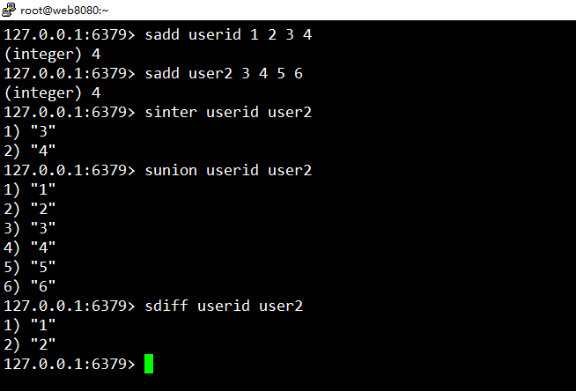 root@web8080:~
127.0.0.1:6379> sadd userid 1 2 3 4
(integer) 4
127.0.0.1:6379> sadd user2 3 4 5 6
(integer) 4
127.0.0.1:6379> sinter userid user2
1) "3"
2) "4"
127.0.0.1:6379> sunion userid user2
1) "1"
2) "2"
3) "3"
4) "4"
5) "5"
6) "6"
127.0.0.1:6379> sdiff userid user2
1) "1"
2) "2"
127.0.0.1:6379>